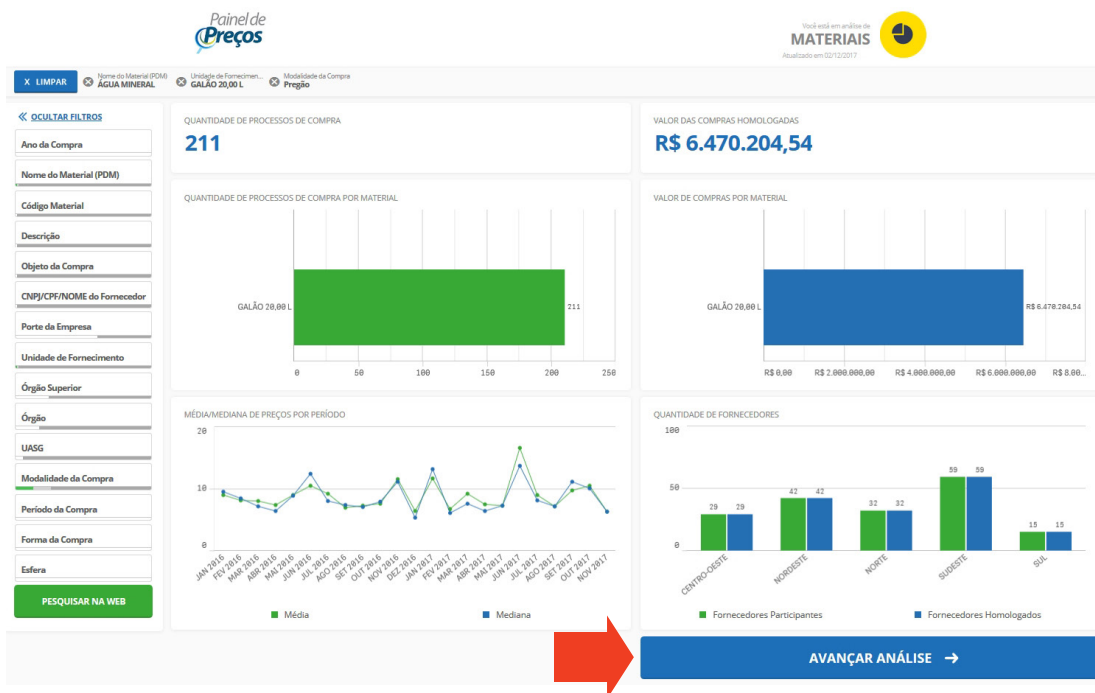 Painel de
Preços
Você está em análise de
MATERIAIS
Atualizado em 02/12/2017
X LIMPAR
Nome do Material (PDM)
ÁGUA MINERAL
Unidade de Fornecimen...
GALÃO 20,00 L
Modalidade da Compra
Pregão
OCULTAR FILTROS
Ano da Compra
Nome do Material (PDM)
Código Material
Descrição
Objeto da Compra
CNPJ/CPF/NOME do Fornecedor
Porte da Empresa
Unidade de Fornecimento
Órgão Superior
Órgão
UASG
Modalidade da Compra
Período da Compra
Forma da Compra
Esfera
PESQUISAR NA WEB
QUANTIDADE DE PROCESSOS DE COMPRA
211
VALOR DAS COMPRAS HOMOLOGADAS
R$ 6.470.204,54
QUANTIDADE DE PROCESSOS DE COMPRA POR MATERIAL
GALÃO 20,00 L
211
0 50 100 150 200 250
VALOR DE COMPRAS POR MATERIAL
GALÃO 20,00 L
R$ 6.470.204,54
R$ 0,00 R$ 2.000.000,00 R$ 4.000.000,00 R$ 6.000.000,00 R$ 8.00...
MÉDIA/MEDIANA DE PREÇOS POR PERÍODO
20
10
0
JAN 2016 FEV 2016 MAR 2016 ABR 2016 MAI 2016 JUN 2016 JUL 2016 AGO 2016 SET 2016 OUT 2016 NOV 2016 DEZ 2016 JAN 2017 FEV 2017 MAR 2017 ABR 2017 MAI 2017 JUN 2017 JUL 2017 AGO 2017 SET 2017 OUT 2017 NOV 2017
Média Mediana
QUANTIDADE DE FORNECEDORES
100
50
0
29 29 42 42 32 32 59 59 15 15
CENTRO-OESTE NORDESTE NORTE SUDESTE SUL
Fornecedores Participantes Fornecedores Homologados
AVANÇAR ANÁLISE →